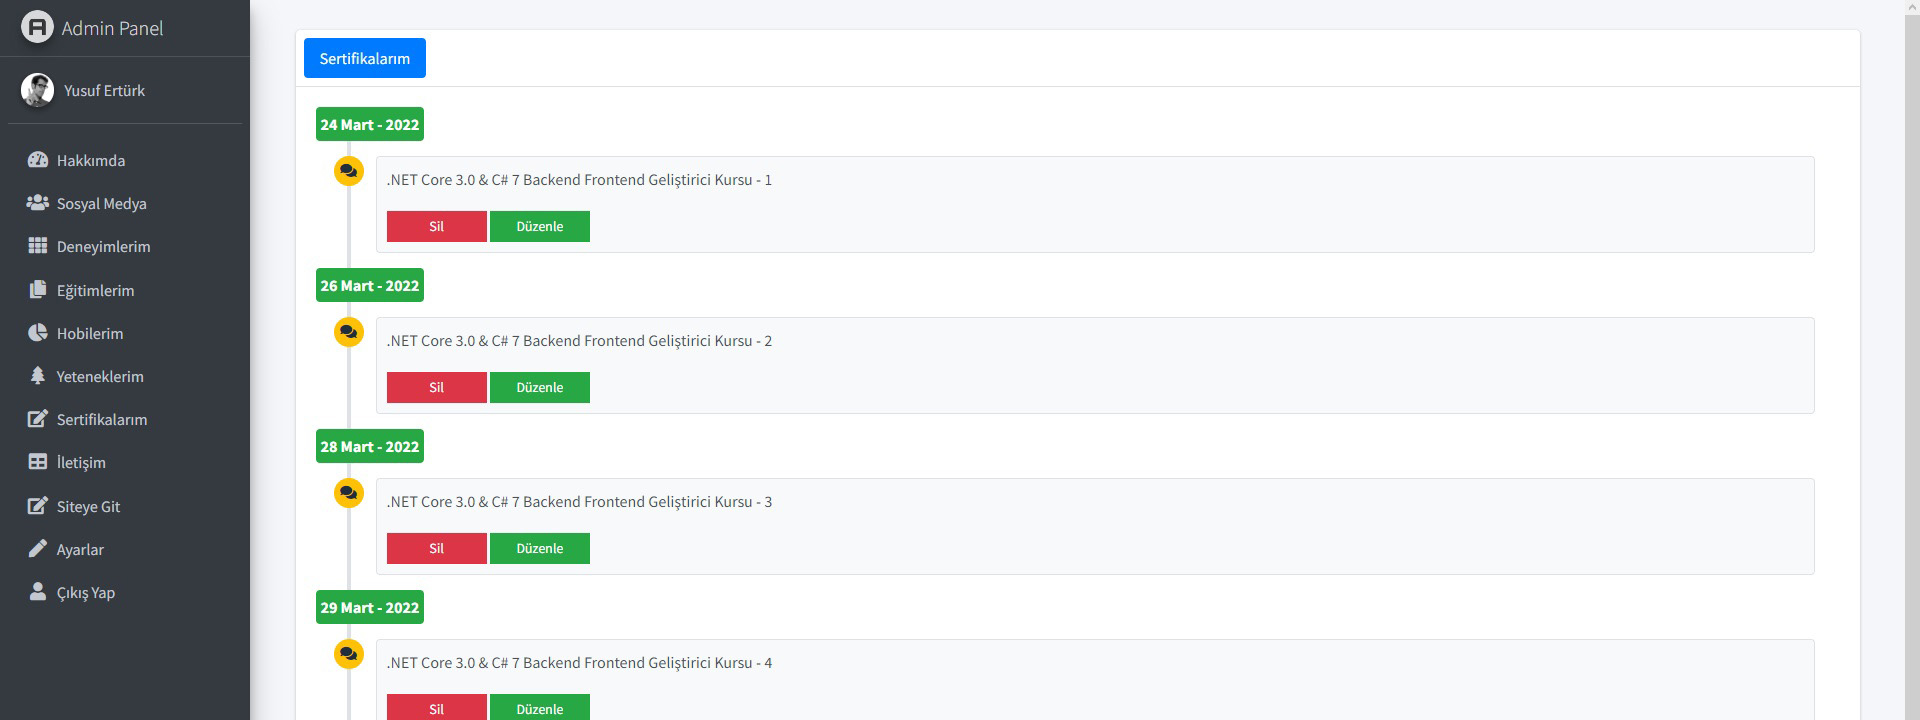 Admin Panel
Yusuf Ertürk
Hakkımda
Sosyal Medya
Deneyimlerim
Eğitimlerim
Hobilerim
Yeteneklerim
Sertifikalarım
İletişim
Siteye Git
Ayarlar
Çıkış Yap
Sertifikalarım
24 Mart - 2022
.NET Core 3.0 & C# 7 Backend Frontend Geliştirici Kursu - 1
Sil Düzenle
26 Mart - 2022
.NET Core 3.0 & C# 7 Backend Frontend Geliştirici Kursu - 2
Sil Düzenle
28 Mart - 2022
.NET Core 3.0 & C# 7 Backend Frontend Geliştirici Kursu - 3
Sil Düzenle
29 Mart - 2022
.NET Core 3.0 & C# 7 Backend Frontend Geliştirici Kursu - 4
Sil Düzenle